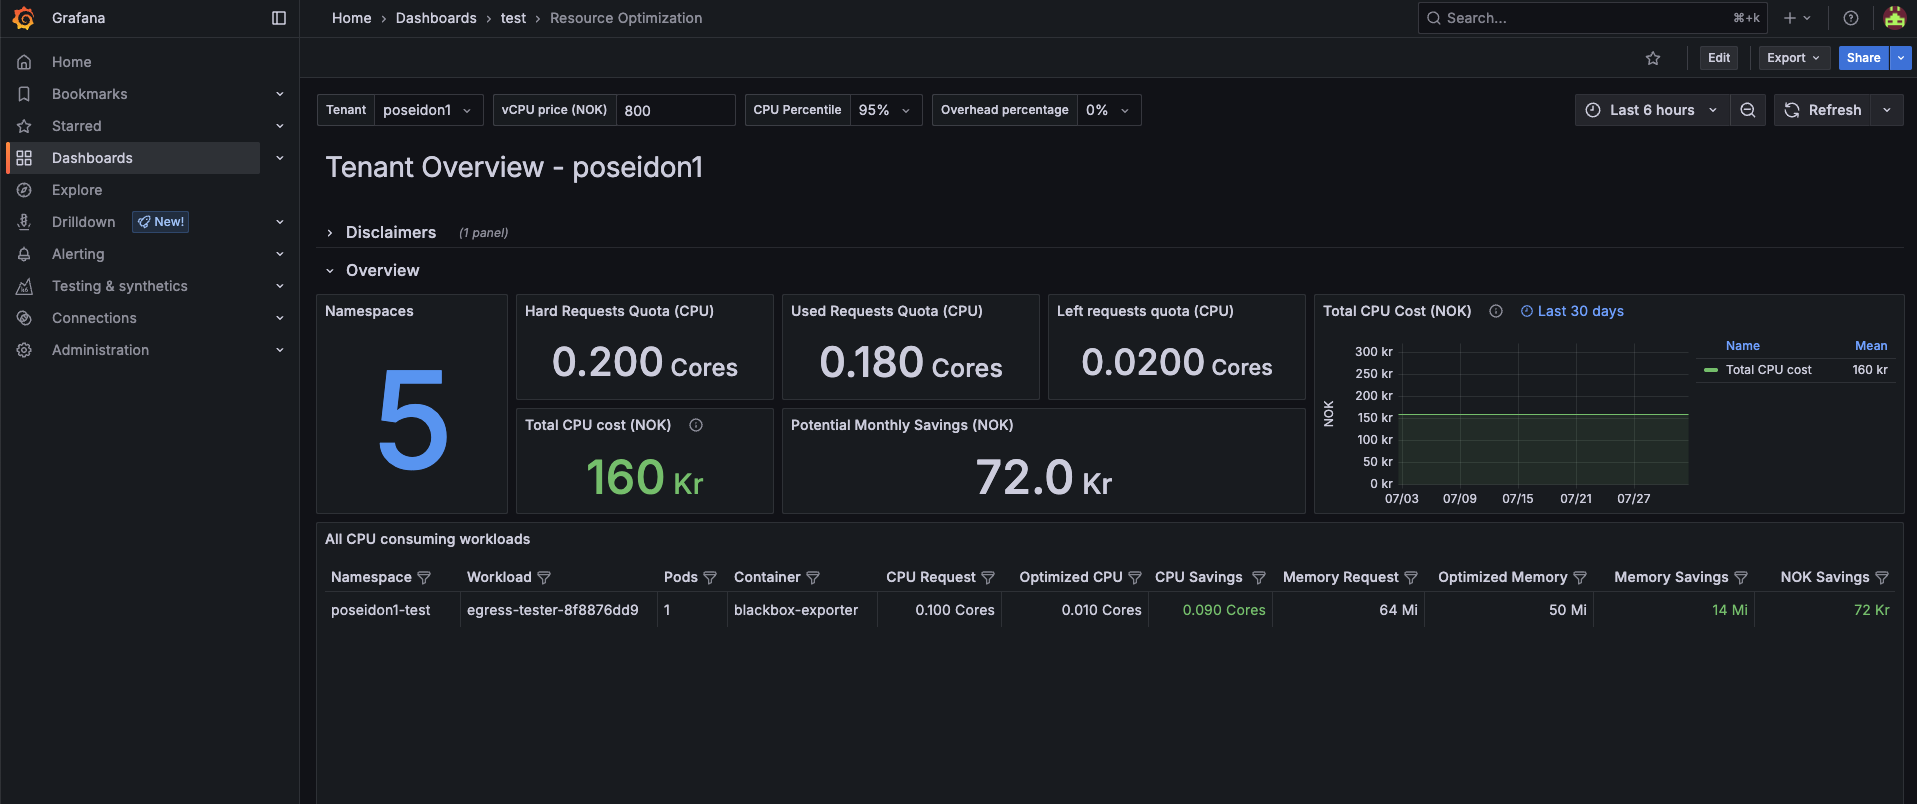 Grafana
Home › Dashboards › test › Resource Optimization
Search...
⌘+k
Edit
Export
Share
Home
Bookmarks
Starred
Dashboards
Explore
Drilldown New!
Alerting
Testing & synthetics
Connections
Administration
Tenant poseidon1
vCPU price (NOK) 800
CPU Percentile 95%
Overhead percentage 0%
Last 6 hours
Refresh
Tenant Overview - poseidon1
Disclaimers (1 panel)
Overview
Namespaces
5
Hard Requests Quota (CPU)
0.200 Cores
Used Requests Quota (CPU)
0.180 Cores
Left requests quota (CPU)
0.0200 Cores
Total CPU cost (NOK)
160 Kr
Potential Monthly Savings (NOK)
72.0 Kr
Total CPU Cost (NOK) Last 30 days
NOK
300 kr
250 kr
200 kr
150 kr
100 kr
50 kr
0 kr
07/03 07/09 07/15 07/21 07/27
Name Mean
Total CPU cost 160 kr
All CPU consuming workloads
Namespace Workload Pods Container CPU Request Optimized CPU CPU Savings Memory Request Optimized Memory Memory Savings NOK Savings
poseidon1-test egress-tester-8f8876dd9 1 blackbox-exporter 0.100 Cores 0.010 Cores 0.090 Cores 64 Mi 50 Mi 14 Mi 72 Kr